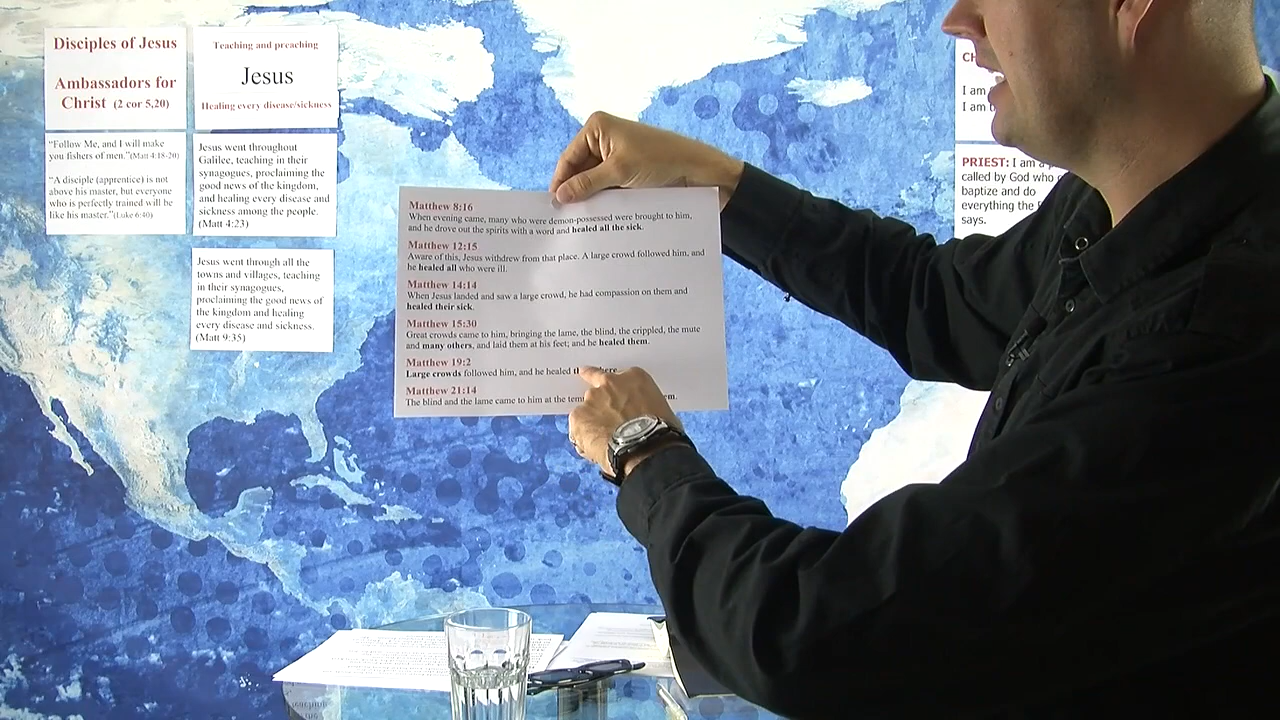 Disciples of Jesus
Ambassadors for
Christ (2 cor 5,20)
"Follow Me, and I will make
you fishers of men."(Matt 4:18-20)
"A disciple (apprentice) is not
above his master, but everyone
who is perfectly trained will be
like his master."(Luke 6:40)
Teaching and preaching
Jesus
Healing every disease/sickness
Jesus went throughout
Galilee, teaching in their
synagogues, proclaiming the
good news of the kingdom,
and healing every disease and
sickness among the people.
(Matt 4:23)
Jesus went through all the
towns and villages, teaching
in their synagogues,
proclaiming the good news of
the kingdom and healing
every disease and sickness.
(Matt 9:35)
Matthew 8:16
When evening came, many who were demon-possessed were brought to him,
and he drove out the spirits with a word and healed all the sick.
Matthew 12:15
Aware of this, Jesus withdrew from that place. A large crowd followed him, and
he healed all who were ill.
Matthew 14:14
When Jesus landed and saw a large crowd, he had compassion on them and
healed their sick.
Matthew 15:30
Great crowds came to him, bringing the lame, the blind, the crippled, the mute
and many others, and laid them at his feet; and he healed them.
Matthew 19:2
Large crowds followed him, and he healed
Matthew 21:14
The blind and the lame came to him at the
CH
I am
I am
PRIEST: I am a
called by God who
baptize and do
everything the
says.